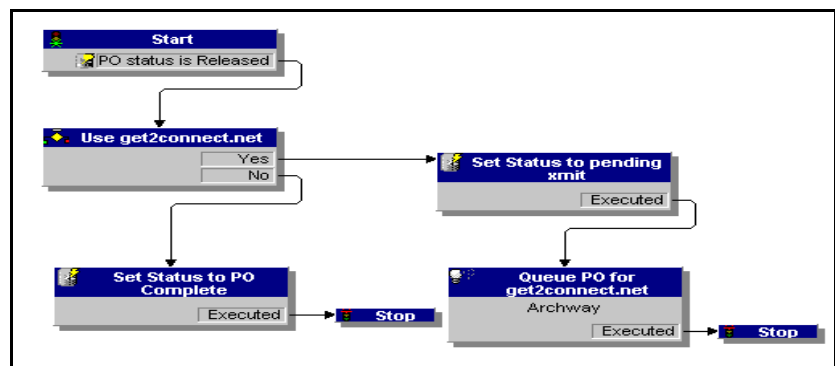 Start
PO status is Released
Use get2connect.net
Yes
No
Set Status to pending
xmit
Executed
Set Status to PO
Complete
Executed
Stop
Queue PO for
get2connect.net
Archway
Executed
Stop